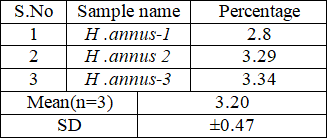 S.No Sample name Percentage
1 H .annus-1 2.8
2 H .annus 2 3.29
3 H .annus-3 3.34
Mean(n=3) 3.20
SD ±0.47